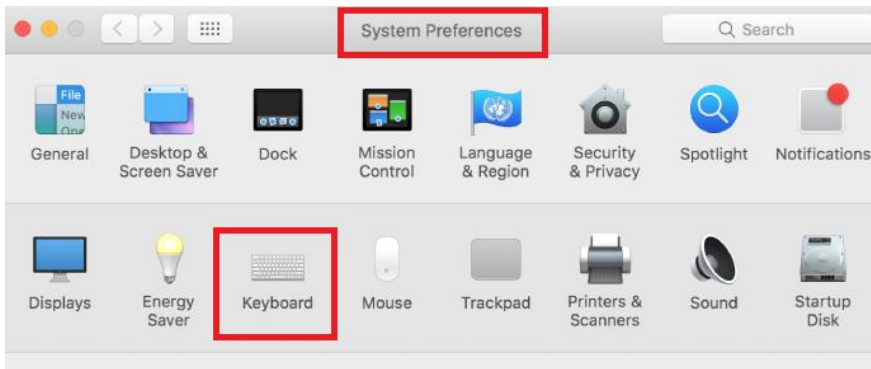 System Preferences
Search
File
New
Ope
General
Desktop &
Screen Saver
Dock
Mission
Control
Language
& Region
Security
& Privacy
Spotlight
Notifications
Displays
Energy
Saver
Keyboard
Mouse
Trackpad
Printers &
Scanners
Sound
Startup
Disk